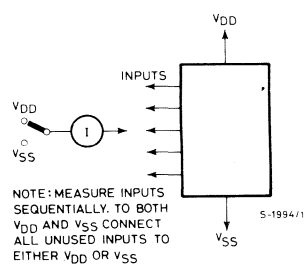 VDD
INPUTS
VDD
I
VSS
NOTE: MEASURE INPUTS
SEQUENTIALLY. TO BOTH
VDD AND VSS CONNECT
ALL UNUSED INPUTS TO
EITHER VDD OR VSS
S-1994/1
VSS